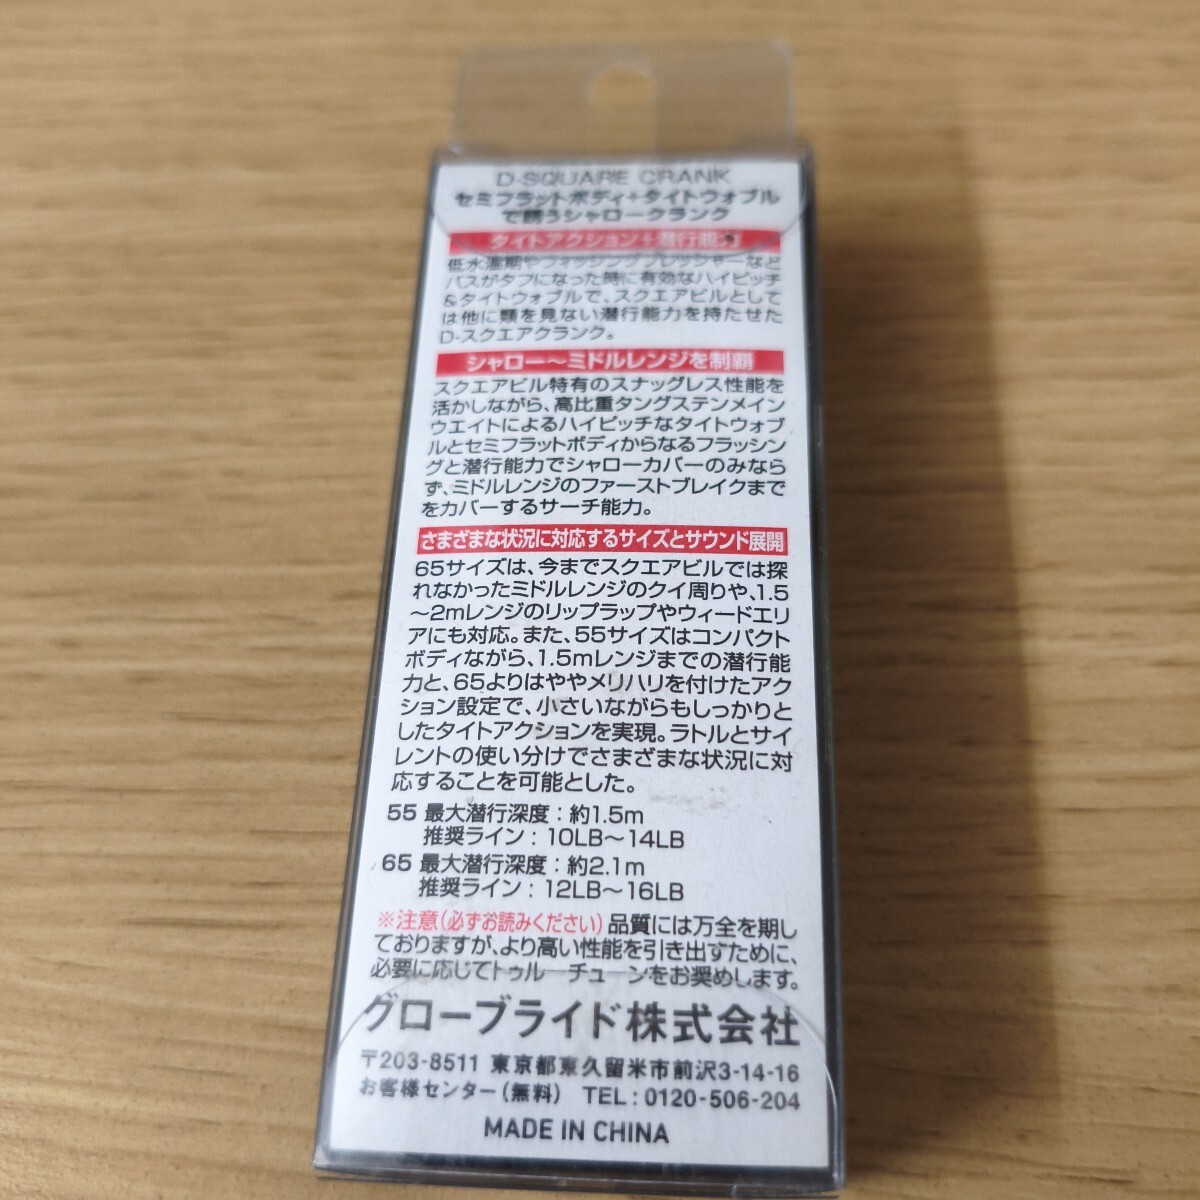 D-SQUARE CRANK
セミフラットボディ+タイトウォブル
で誘うシャロークランク
タイトアクション+潜行能力
低水温期やフィッシングプレッシャーなど
バスがタフになった時に有効なハイピッチ
&タイトウォブルで、スクエアビルとして
は他に類を見ない潜行能力を持たせた
D-スクエアクランク。
シャロー〜ミドルレンジを制覇
スクエアビル特有のスナッグレス性能を
活かしながら、高比重タングステンメイン
ウエイトによるハイピッチなタイトウォブ
ルとセミフラットボディからなるフラッシン
グと潜行能力でシャローカバーのみなら
ず、ミドルレンジのファーストブレイクまで
をカバーするサーチ能力。
さまざまな状況に対応するサイズとサウンド展開
65サイズは、今までスクエアビルでは探
れなかったミドルレンジのクイ周りや、1.5
〜2mレンジのリップラップやウィードエリ
アにも対応。また、55サイズはコンパクト
ボディながら、1.5mレンジまでの潜行能
力と、65よりはややメリハリを付けたアク
ション設定で、小さいながらもしっかりと
したタイトアクションを実現。ラトルとサイ
レントの使い分けでさまざまな状況に対
応することを可能とした。
55 最大潜行深度：約1.5m
推奨ライン：10LB〜14LB
65 最大潜行深度：約2.1m
推奨ライン：12LB〜16LB
※注意(必ずお読みください)品質には万全を期し
ておりますが、より高い性能を引き出すために、
必要に応じてトゥルーチューンをお奨めします。
グローブライド株式会社
〒203-8511 東京都東久留米市前沢3-14-16
お客様センター(無料) TEL：0120-506-204
MADE IN CHINA